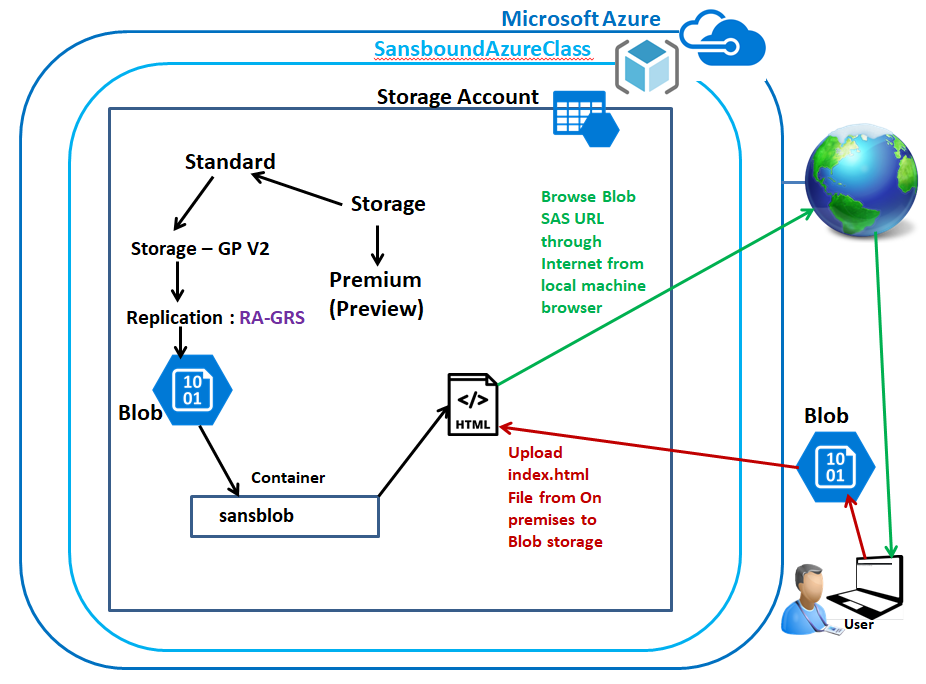 Microsoft Azure
SansboundAzureClass
Storage Account
Standard
Storage
Storage – GP V2
Premium
(Preview)
Replication : RA-GRS
10
01
Blob
Container
sansblob
</>
HTML
Browse Blob
SAS URL
through
Internet from
local machine
browser
Upload
index.html
File from On
premises to
Blob storage
Blob
10
01
User